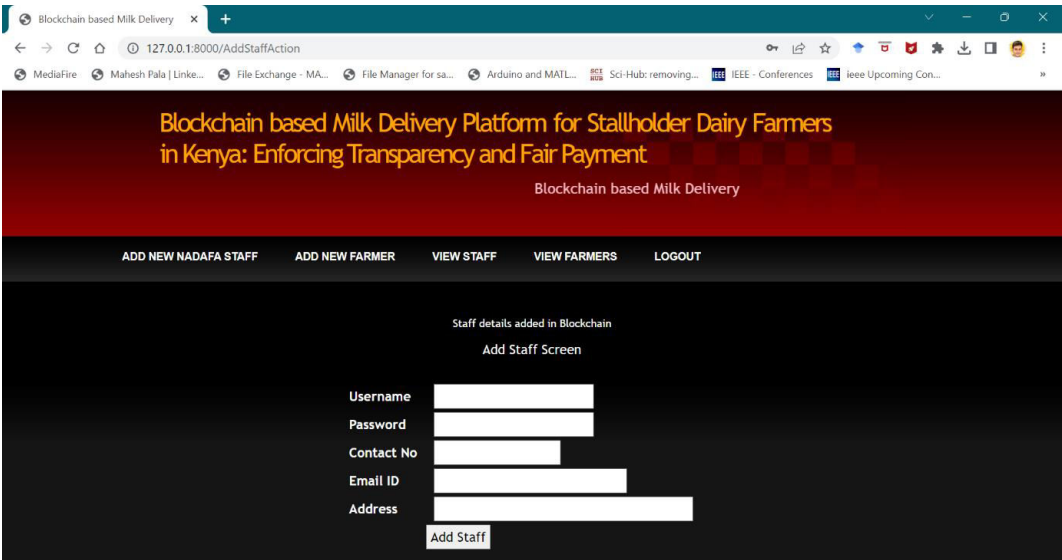 Blockchain based Milk Delivery
127.0.0.1:8000/AddStaffAction
MediaFire Mahesh Pala | Linke... File Exchange - MA... File Manager for sa... Arduino and MATL... SCI HUB Sci-Hub: removing... IEEE IEEE - Conferences IEEE ieee Upcoming Con... »
Blockchain based Milk Delivery Platform for Stallholder Dairy Farmers
in Kenya: Enforcing Transparency and Fair Payment
Blockchain based Milk Delivery
ADD NEW NADAFA STAFF ADD NEW FARMER VIEW STAFF VIEW FARMERS LOGOUT
Staff details added in Blockchain
Add Staff Screen
Username
Password
Contact No
Email ID
Address
Add Staff